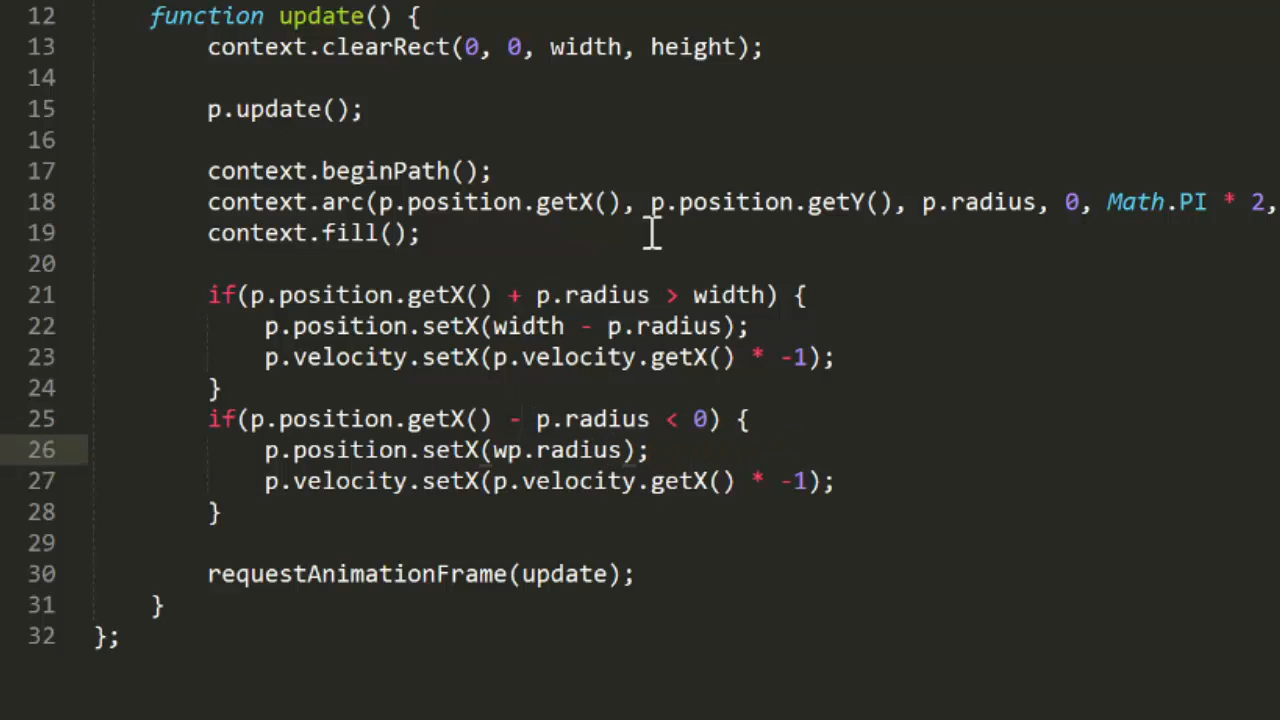 12 function update() {
13 context.clearRect(0, 0, width, height);
14
15 p.update();
16
17 context.beginPath();
18 context.arc(p.position.getX(), p.position.getY(), p.radius, 0, Math.PI * 2,
19 context.fill();
20
21 if(p.position.getX() + p.radius > width) {
22 p.position.setX(width - p.radius);
23 p.velocity.setX(p.velocity.getX() * -1);
24 }
25 if(p.position.getX() - p.radius < 0) {
26 p.position.setX(wp.radius);
27 p.velocity.setX(p.velocity.getX() * -1);
28 }
29
30 requestAnimationFrame(update);
31 }
32 };